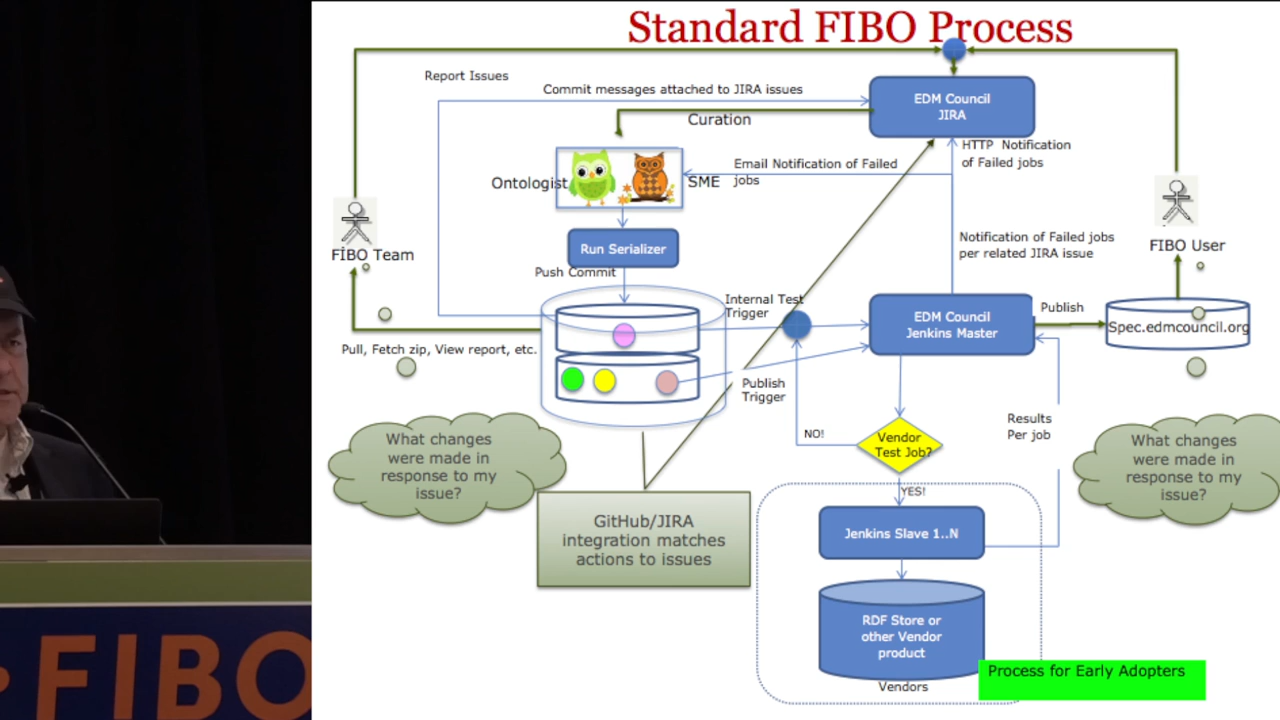 Standard FIBO Process
Report Issues
Commit messages attached to JIRA issues
EDM Council
JIRA
Curation
HTTP Notification
of Failed jobs
Email Notification of Failed
jobs
Ontologist
SME
FIBO Team
FIBO User
Run Serializer
Notification of Failed jobs
per related JIRA issue
Push Commit
Internal Test
Trigger
EDM Council
Jenkins Master
Publish
Spec.edmcouncil.org
Pull, Fetch zip, View report, etc.
Publish
Trigger
What changes
were made in
response to my
issue?
NO!
Vendor
Test Job?
Results
Per job
What changes
were made in
response to my
issue?
YES!
GitHub/JIRA
integration matches
actions to issues
Jenkins Slave 1..N
RDF Store or
other Vendor
product
Vendors
Process for Early Adopters
FIBO